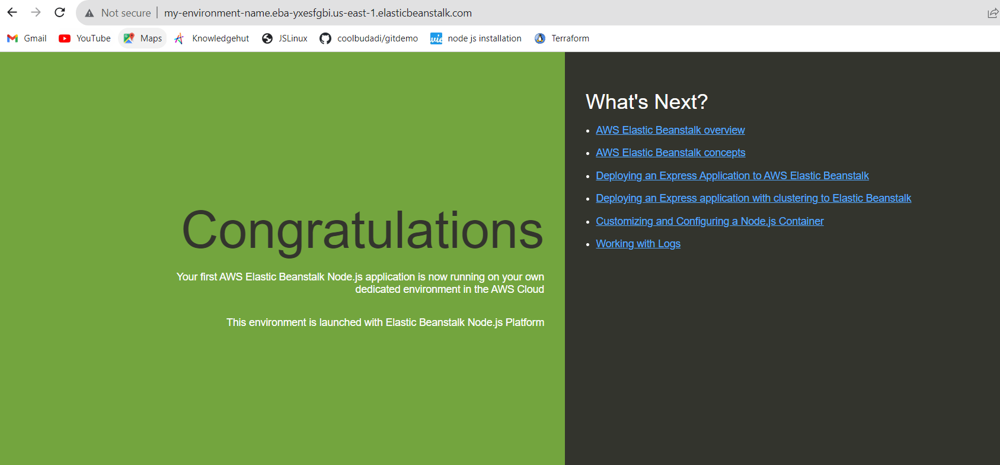 Not secure | my-environment-name.eba-yxesfgbi.us-east-1.elasticbeanstalk.com
Gmail YouTube Maps Knowledgehut JSLinux coolbudadi/gitdemo node js installation Terraform
Congratulations
Your first AWS Elastic Beanstalk Node.js application is now running on your own
dedicated environment in the AWS Cloud
This environment is launched with Elastic Beanstalk Node.js Platform
What's Next?
AWS Elastic Beanstalk overview
AWS Elastic Beanstalk concepts
Deploying an Express Application to AWS Elastic Beanstalk
Deploying an Express application with clustering to Elastic Beanstalk
Customizing and Configuring a Node.js Container
Working with Logs